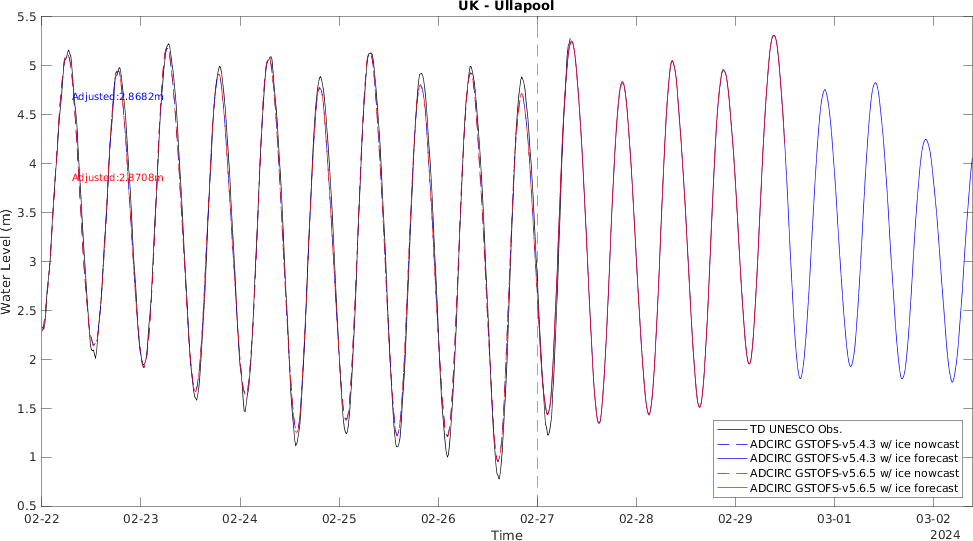 UK - Ullapool
5.5
5
4.5
4
3.5
3
2.5
2
1.5
1
0.5
Water Level (m)
Adjusted:2.8682m
Adjusted:2.8708m
TD UNESCO Obs.
ADCIRC GSTOFS-v5.4.3 w/ ice nowcast
ADCIRC GSTOFS-v5.4.3 w/ ice forecast
ADCIRC GSTOFS-v5.6.5 w/ ice nowcast
ADCIRC GSTOFS-v5.6.5 w/ ice forecast
02-22 02-23 02-24 02-25 02-26 02-27 02-28 02-29 03-01 03-02
Time
2024